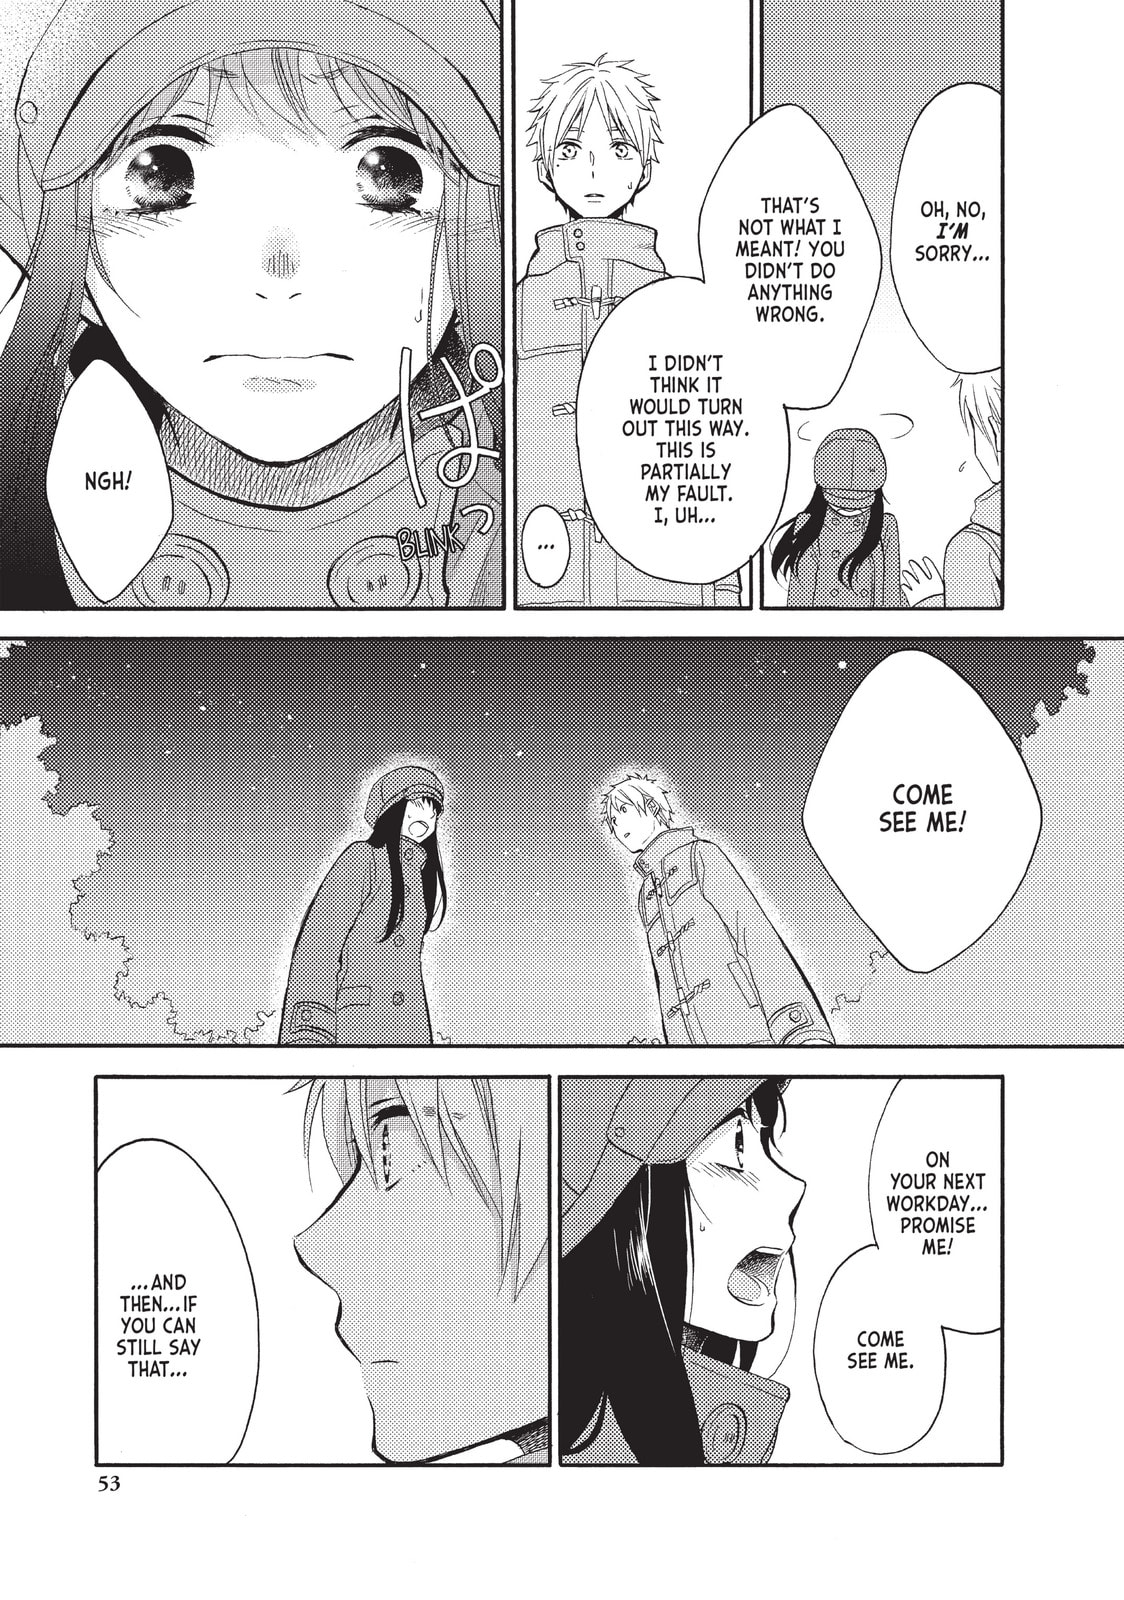 OH, NO,
I'M
SORRY...
THAT'S
NOT WHAT I
MEANT! YOU
DIDN'T DO
ANYTHING
WRONG.
I DIDN'T
THINK IT
WOULD TURN
OUT THIS WAY.
THIS IS
PARTIALLY
MY FAULT.
I, UH...
...
ぱっ
BLINK
NGH!
COME
SEE ME!
ON
YOUR NEXT
WORKDAY...
PROMISE
ME!
COME
SEE ME.
...AND
THEN...IF
YOU CAN
STILL SAY
THAT...
53